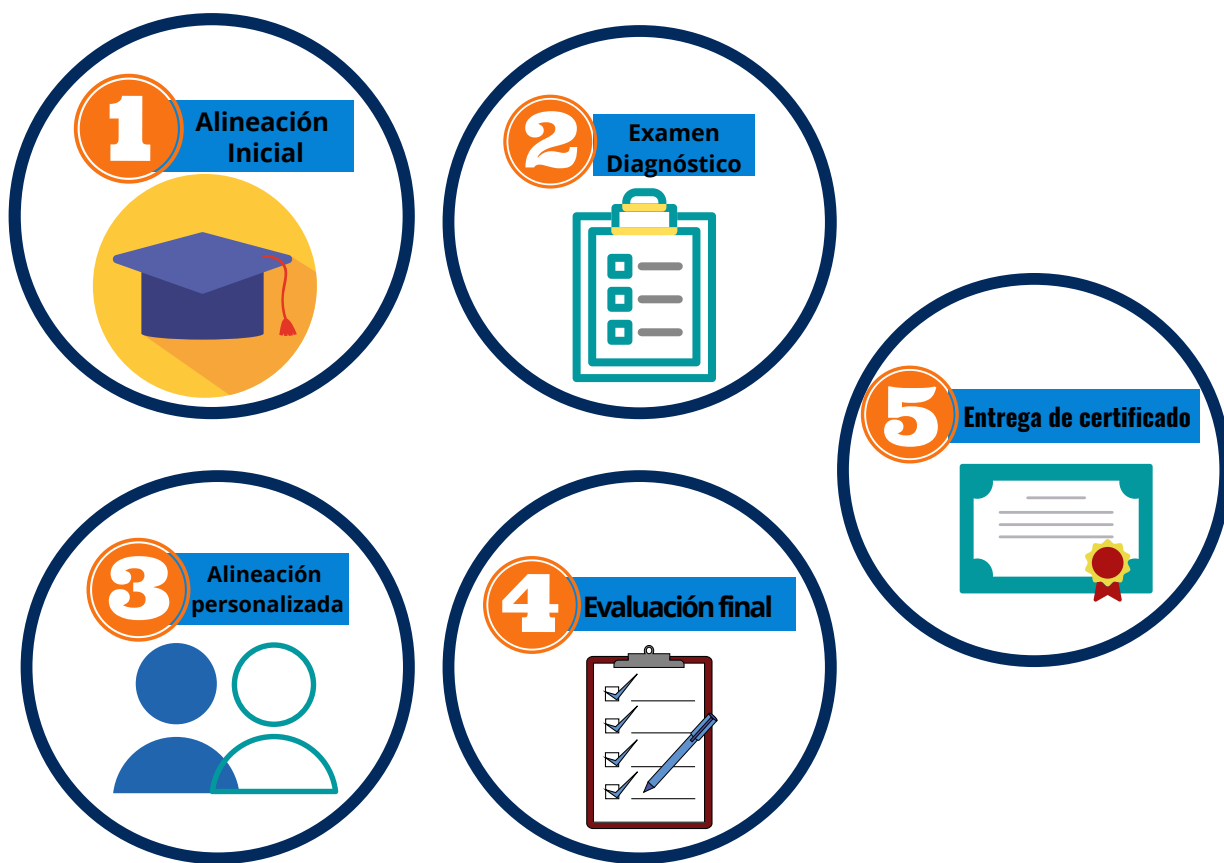 1
Alineación
Inicial
2
Examen
Diagnóstico
3
Alineación
personalizada
4
Evaluación final
5
Entrega de certificado